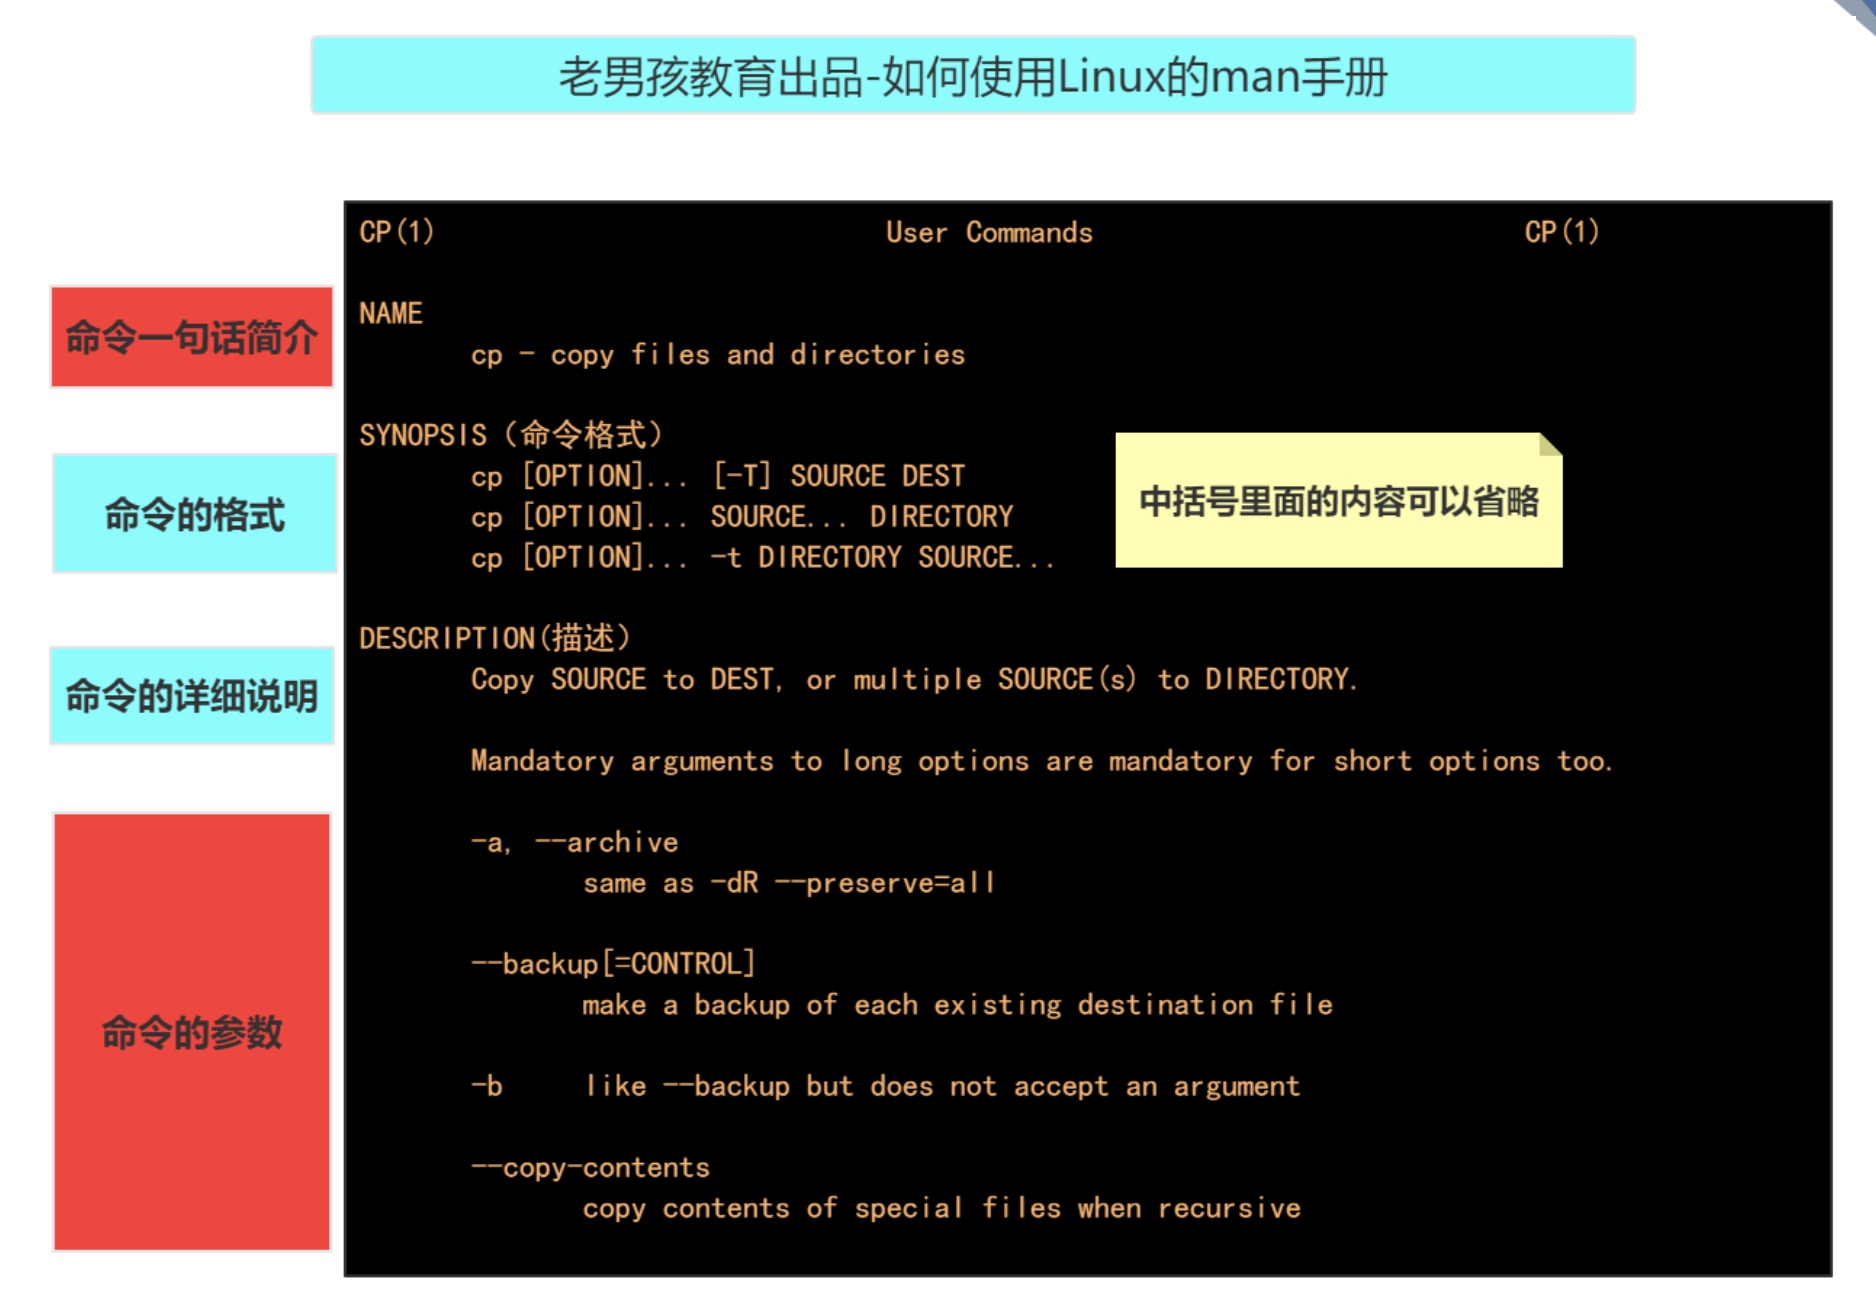 老男孩教育出品-如何使用Linux的man手册
CP(1) User Commands CP(1)
命令一句话简介
NAME
cp - copy files and directories
命令的格式
SYNOPSIS（命令格式）
cp [OPTION]... [-T] SOURCE DEST
cp [OPTION]... SOURCE... DIRECTORY
cp [OPTION]... -t DIRECTORY SOURCE...
中括号里面的内容可以省略
命令的详细说明
DESCRIPTION(描述）
Copy SOURCE to DEST, or multiple SOURCE(s) to DIRECTORY.
Mandatory arguments to long options are mandatory for short options too.
命令的参数
-a, --archive
same as -dR --preserve=all
--backup[=CONTROL]
make a backup of each existing destination file
-b like --backup but does not accept an argument
--copy-contents
copy contents of special files when recursive